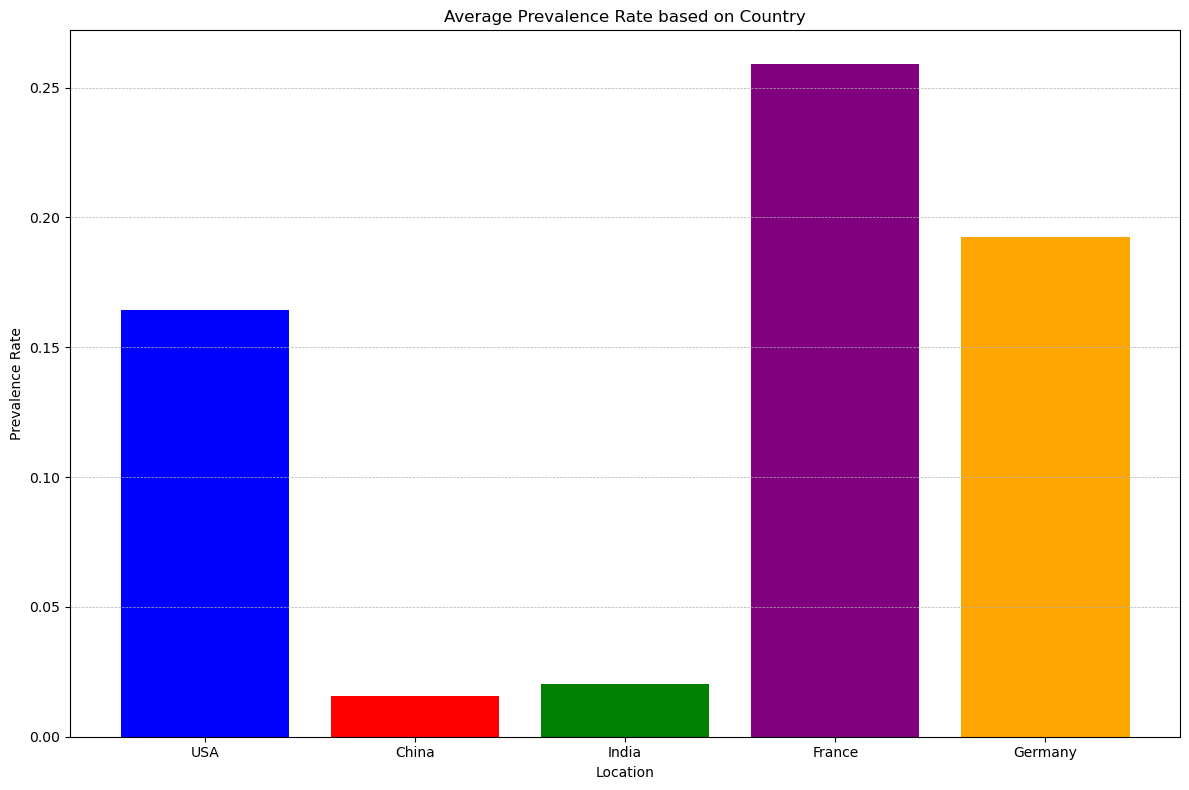 Average Prevalence Rate based on Country
0.25
0.20
0.15
0.10
0.05
0.00
Prevalence Rate
USA China India France Germany
Location